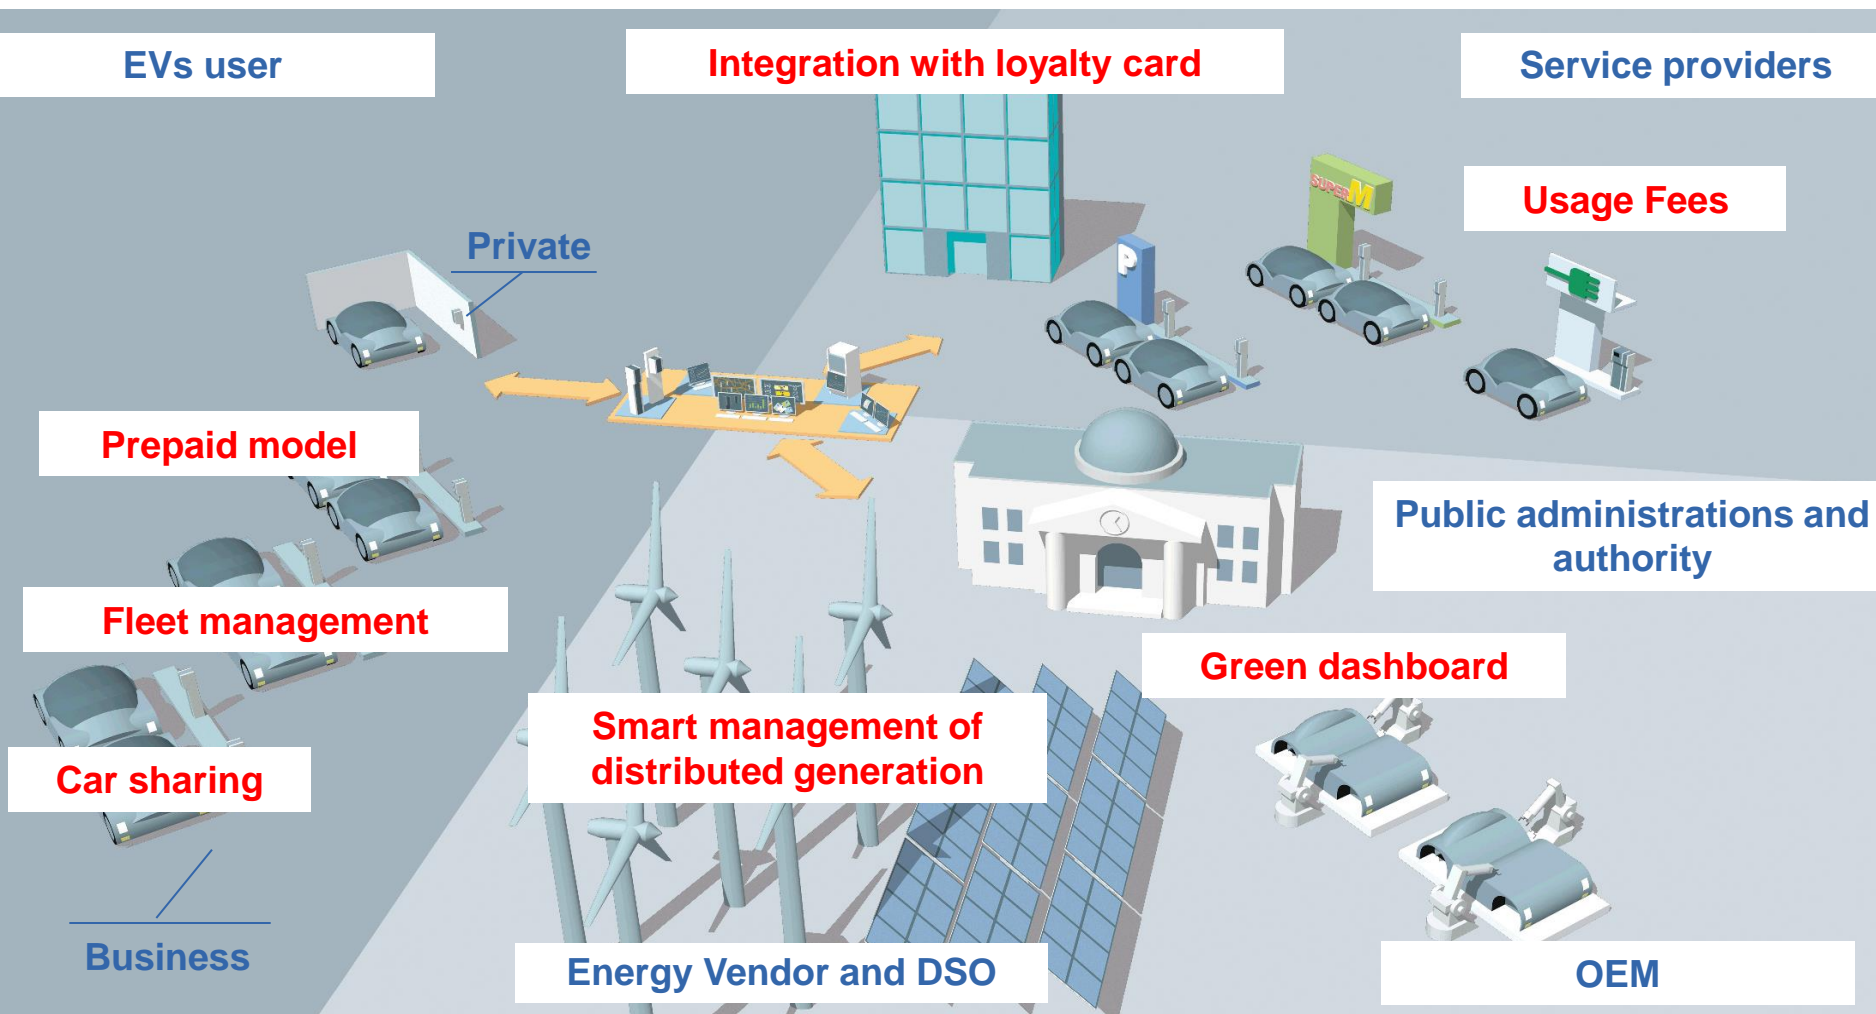 EVs user
Integration with loyalty card
Service providers
SUPER M
Usage Fees
Private
P
Prepaid model
Public administrations and
authority
Fleet management
Green dashboard
Smart management of
distributed generation
Car sharing
Business
Energy Vendor and DSO
OEM